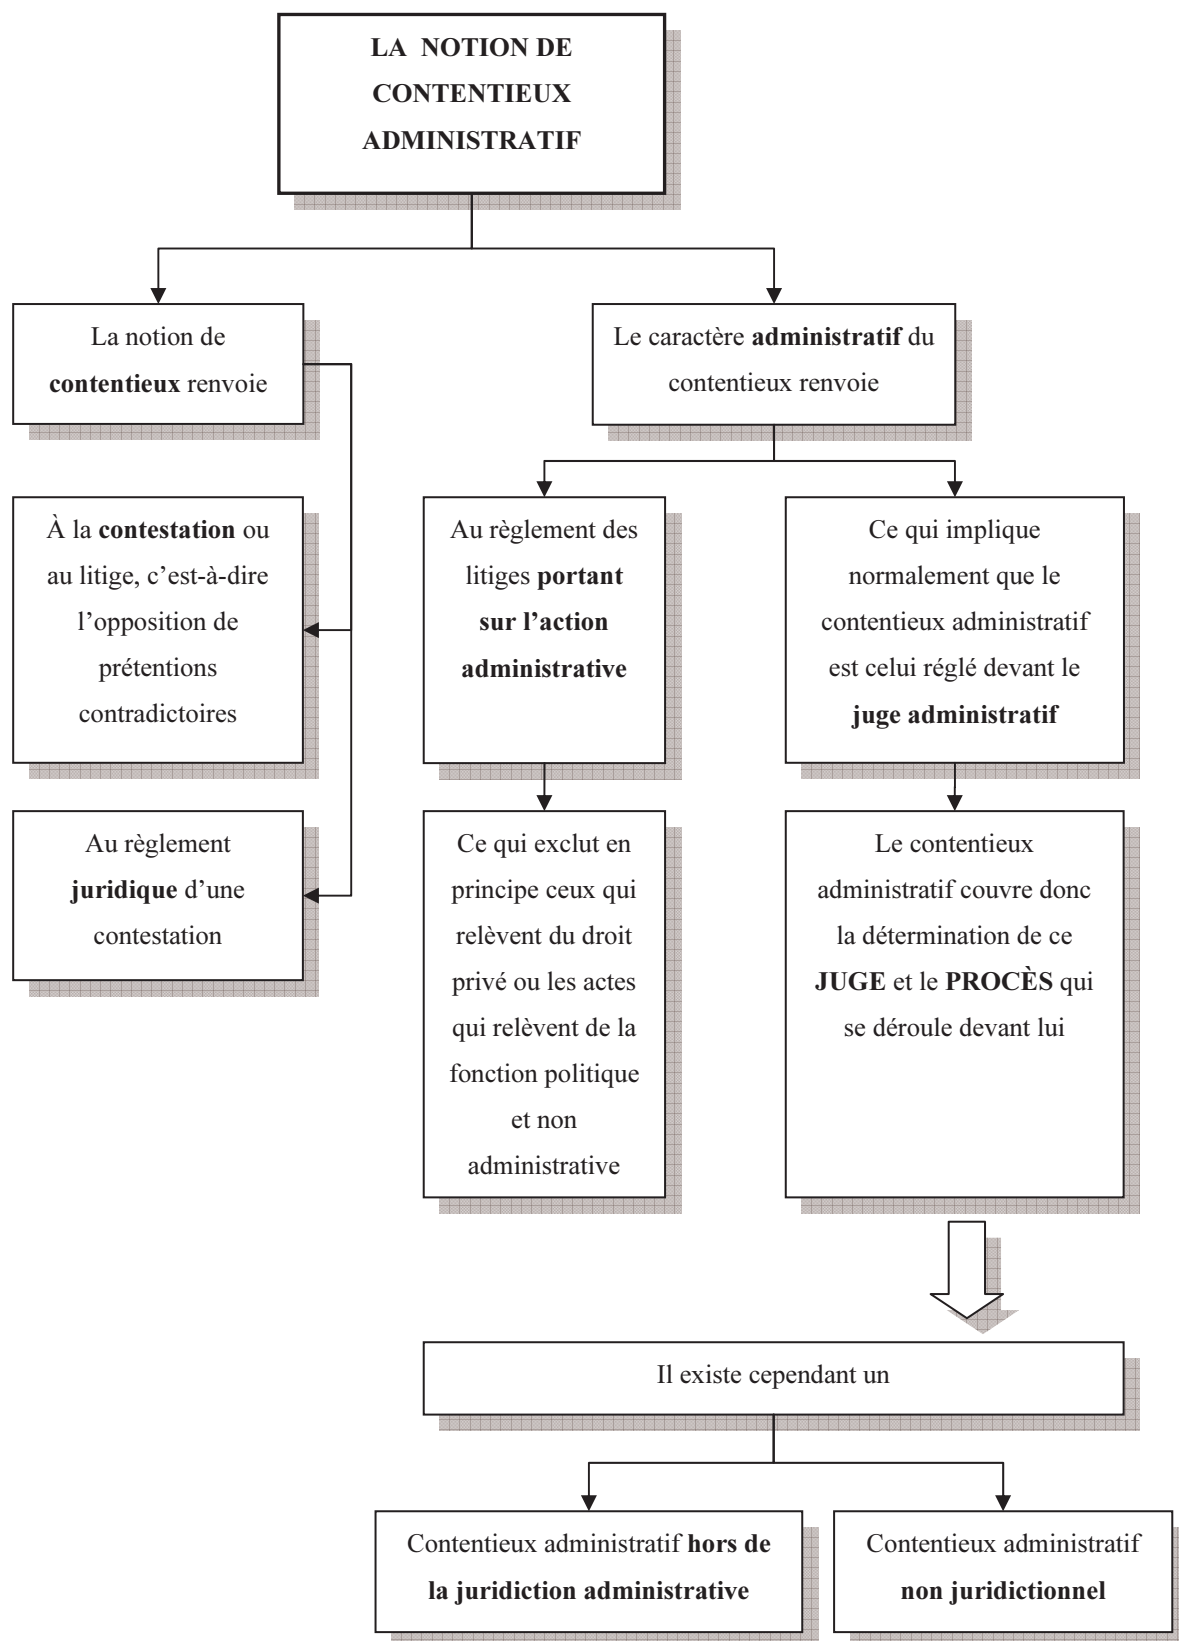 LA NOTION DE
CONTENTIEUX
ADMINISTRATIF
La notion de
contentieux renvoie
À la contestation ou
au litige, c’est-à-dire
l’opposition de
prétentions
contradictoires
Au règlement
juridique d’une
contestation
Le caractère administratif du
contentieux renvoie
Au règlement des
litiges portant
sur l’action
administrative
Ce qui exclut en
principe ceux qui
relèvent du droit
privé ou les actes
qui relèvent de la
fonction politique
et non
administrative
Ce qui implique
normalement que le
contentieux administratif
est celui réglé devant le
juge administratif
Le contentieux
administratif couvre donc
la détermination de ce
JUGE et le PROCÈS qui
se déroule devant lui
Il existe cependant un
Contentieux administratif hors de
la juridiction administrative
Contentieux administratif
non juridictionnel